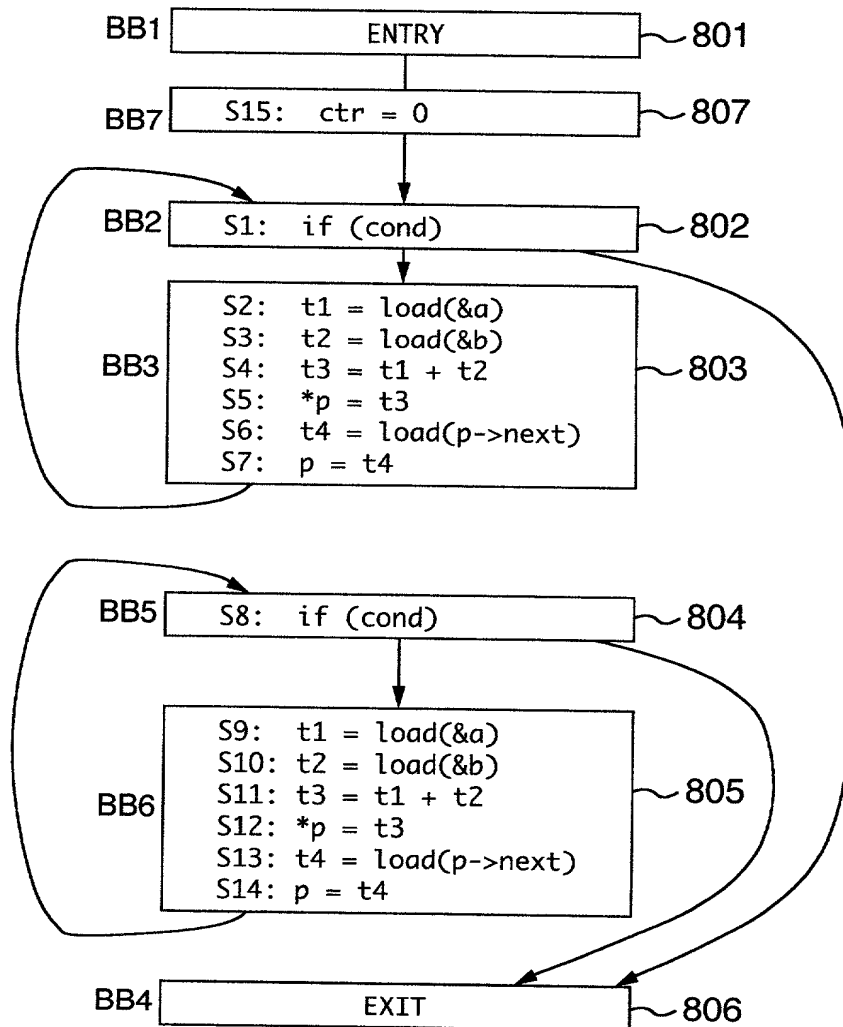 BB1 ENTRY 801
BB7 S15: ctr = 0 807
BB2 S1: if (cond) 802
S2: t1 = load(&a)
S3: t2 = load(&b)
BB3 S4: t3 = t1 + t2 803
S5: *p = t3
S6: t4 = load(p->next)
S7: p = t4
BB5 S8: if (cond) 804
S9: t1 = load(&a)
S10: t2 = load(&b)
BB6 S11: t3 = t1 + t2 805
S12: *p = t3
S13: t4 = load(p->next)
S14: p = t4
BB4 EXIT 806